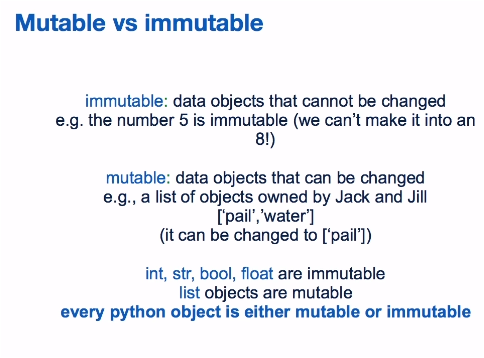 Mutable vs immutable
immutable: data objects that cannot be changed
e.g. the number 5 is immutable (we can’t make it into an
8!)
mutable: data objects that can be changed
e.g., a list of objects owned by Jack and Jill
[‘pail’,’water’]
(it can be changed to [‘pail’])
int, str, bool, float are immutable
list objects are mutable
every python object is either mutable or immutable